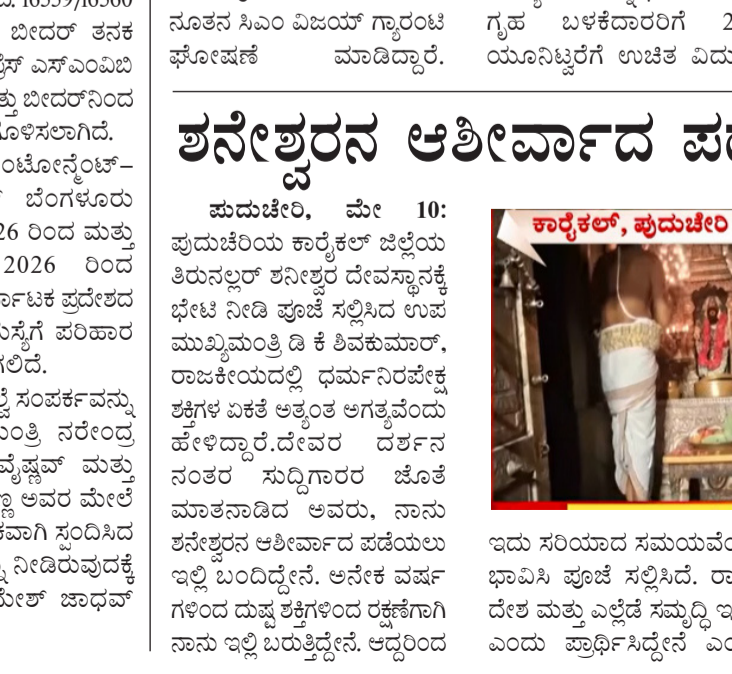 ಬೀದರ್ ತನಕ
ಎಸ್‌ಎಂವಿಬಿ
ಬೀದರ್‌ನಿಂದ
ಬೆಂಗಳೂರು
26 ರಿಂದ ಮತ್ತು
2026 ರಿಂದ
ಪ್ರದೇಶದ
ಪರಿಹಾರ
ಸಂಪರ್ಕವನ್ನು
ನರೇಂದ್ರ
ವೈಷ್ಣವ್ ಮತ್ತು
ಅವರ ಮೇಲೆ
ಸ್ಪಂದಿಸಿದ
ನೀಡಿರುವುದಕ್ಕೆ
ಜಾಧವ್
ನೂತನ ಸಿಎಂ ವಿಜಯ್ ಗ್ಯಾರಂಟಿ
ಘೋಷಣೆ ಮಾಡಿದ್ದಾರೆ.
ಗೃಹ ಬಳಕೆದಾರರಿಗೆ 2
ಯೂನಿಟ್ವರೆಗೆ ಉಚಿತ
ಶನೇಶ್ವರನ ಆಶೀರ್ವಾದ
ಪುದುಚೇರಿ, ಮೇ 10:
ಪುದುಚೆರಿಯ ಕಾರೈಕಲ್ ಜಿಲ್ಲೆಯ
ತಿರುನಲ್ಲರ್ ಶನೀಶ್ವರ ದೇವಸ್ಥಾನಕ್ಕೆ
ಭೇಟಿ ನೀಡಿ ಪೂಜೆ ಸಲ್ಲಿಸಿದ ಉಪ
ಮುಖ್ಯಮಂತ್ರಿ ಡಿ ಕೆ ಶಿವಕುಮಾರ್,
ರಾಜಕೀಯದಲ್ಲಿ ಧರ್ಮನಿರಪೇಕ್ಷ
ಶಕ್ತಿಗಳ ಏಕತೆ ಅತ್ಯಂತ ಅಗತ್ಯವೆಂದು
ಹೇಳಿದ್ದಾರೆ.ದೇವರ ದರ್ಶನ
ನಂತರ ಸುದ್ದಿಗಾರರ ಜೊತೆ
ಮಾತನಾಡಿದ ಅವರು, ನಾನು
ಶನೇಶ್ವರನ ಆಶೀರ್ವಾದ ಪಡೆಯಲು
ಇಲ್ಲಿ ಬಂದಿದ್ದೇನೆ. ಅನೇಕ ವರ್ಷ
ಗಳಿಂದ ದುಷ್ಟ ಶಕ್ತಿಗಳಿಂದ ರಕ್ಷಣೆಗಾಗಿ
ನಾನು ಇಲ್ಲಿ ಬರುತ್ತಿದ್ದೇನೆ. ಆದ್ದರಿಂದ
ಕಾರೈಕಲ್, ಪುದುಚೇರಿ
ಇದು ಸರಿಯಾದ
ಭಾವಿಸಿ ಪೂಜೆ ಸಲ್ಲಿಸಿದೆ.
ದೇಶ ಮತ್ತು ಎಲ್ಲೆಡೆ ಸಮೃದ್ಧಿ
ಎಂದು ಪ್ರಾರ್ಥಿಸಿದ್ದೇನೆ